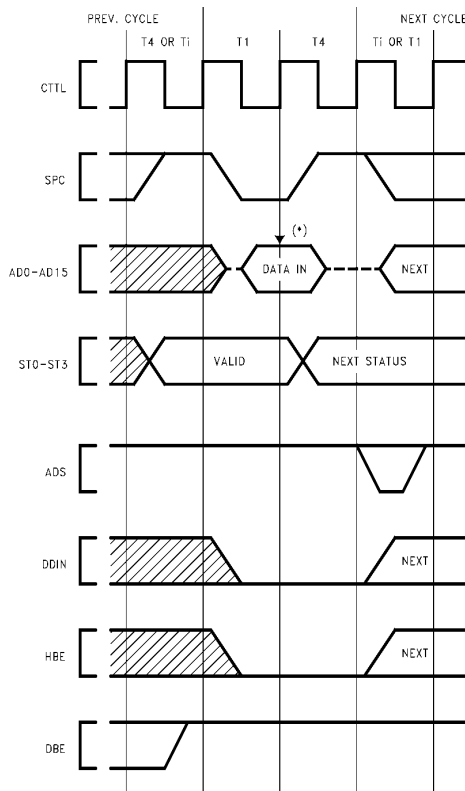 PREV. CYCLE
NEXT CYCLE
T4 OR Ti
T1
T4
Ti OR T1
CTTL
SPC
(*)
AD0-AD15
DATA IN
NEXT
ST0-ST3
VALID
NEXT STATUS
ADS
DDIN
NEXT
HBE
NEXT
DBE